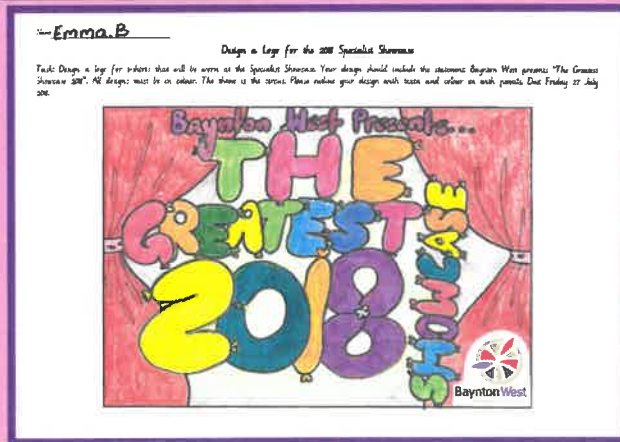 Name Emma.B
Design a Logo for the 2018 Specialist Showcase
Task: Design a logo for t-shirts that will be worn at the Specialist Showcase. Your design should include the statement Baynton West presents "The Greatest
Showcase 2018". All designs must be in colour. The theme is the circus. Please outline your design with texta and colour in with pencils. Due Friday 27 July
2018.
Baynton West Presents...
THE
GREATEST
SHOWCASE
2018
BayntonWest